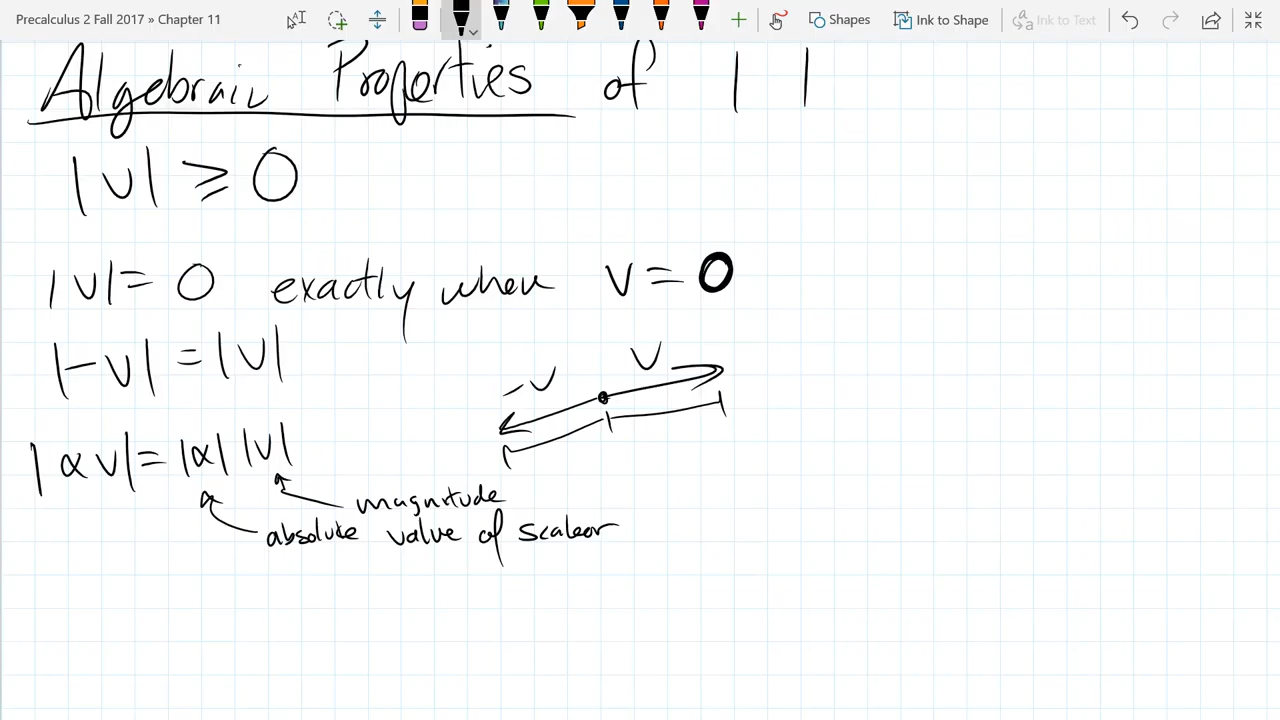 Precalculus 2 Fall 2017 » Chapter 11
Shapes
Ink to Shape
Ink to Text
Algebraic Properties of | |
|v| ≥ 0
|v| = 0 exactly when v = 0
|-v| = |v|
-v
v
|αv| = |α| |v|
magnitude
absolute value of scalar